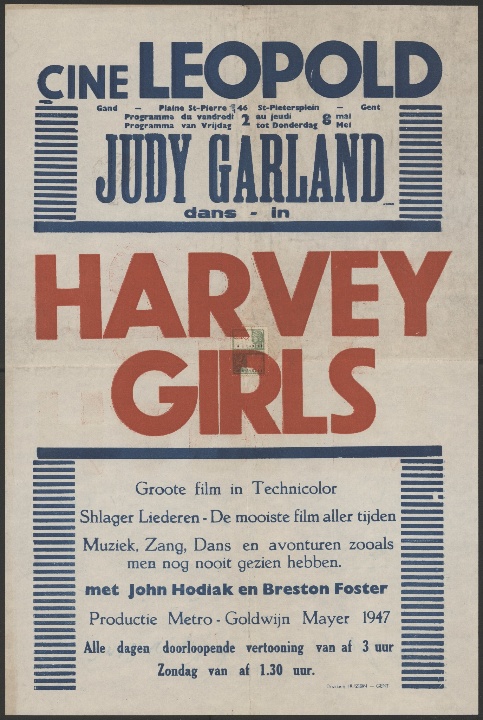 CINE LEOPOLD
Gand – Plaine St-Pierre 46 St-Pietersplein – Gent
Programme du vendredi 2 au jeudi 8 mai
Programma van Vrijdag 2 tot Donderdag 8 Mei
JUDY GARLAND
dans - in
HARVEY
GIRLS
Groote film in Technicolor
Shlager Liederen - De mooiste film aller tijden
Muziek, Zang, Dans en avonturen zooals
men nog nooit gezien hebben.
met John Hodiak en Breston Foster
Productie Metro - Goldwijn Mayer 1947
Alle dagen doorloopende vertooning van af 3 uur
Zondag van af 1.30 uur.
GENT